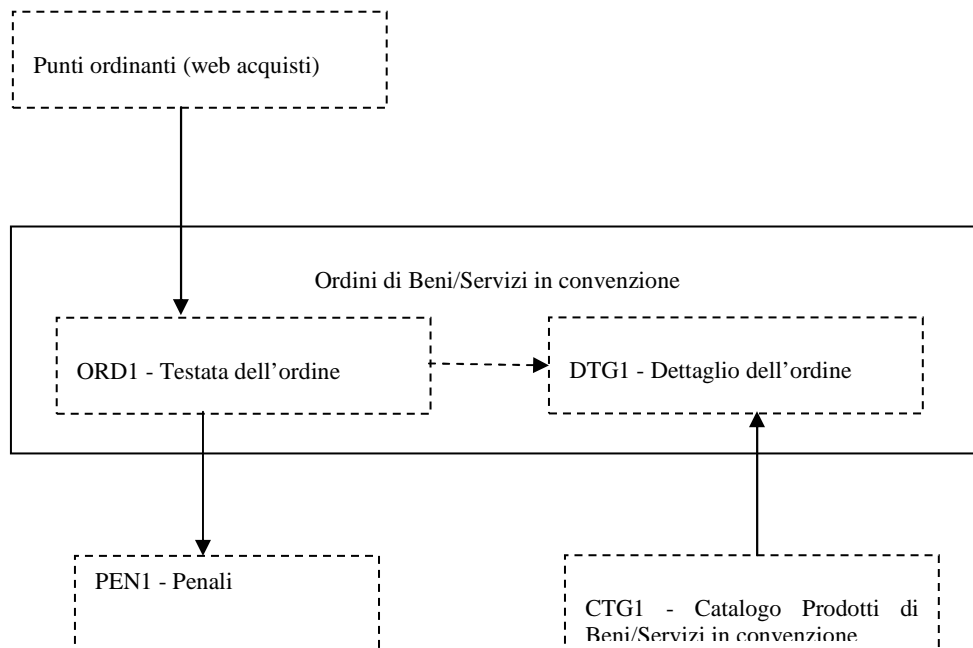 Punti ordinanti (web acquisti)
Ordini di Beni/Servizi in convenzione
ORD1 - Testata dell’ordine
DTG1 - Dettaglio dell’ordine
PEN1 - Penali
CTG1 - Catalogo Prodotti di
Beni/Servizi in convenzione